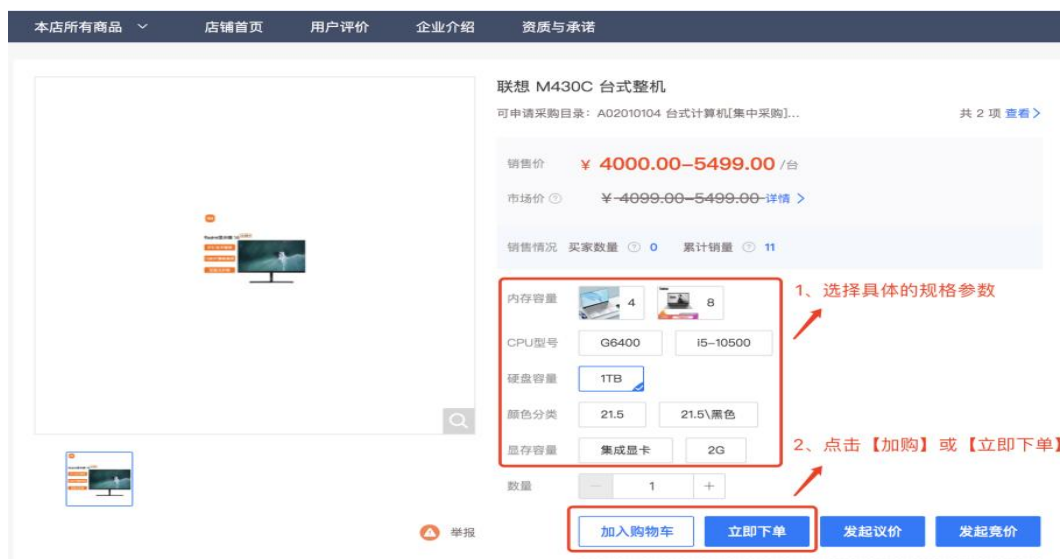 本店所有商品 店铺首页 用户评价 企业介绍 资质与承诺
联想 M430C 台式整机
可申请采购目录：A02010104 台式计算机[集中采购]... 共 2 项 查看
销售价 ¥ 4000.00-5499.00 /台
市场价 ? ¥ 4099.00-5499.00 详情
销售情况 买家数量 ? 0 累计销量 ? 11
内存容量 4 8
1、选择具体的规格参数
CPU型号 G6400 i5-10500
硬盘容量 1TB
颜色分类 21.5 21.5\黑色
显存容量 集成显卡 2G
2、点击【加购】或【立即下单】
数量 — 1 +
举报
加入购物车 立即下单 发起议价 发起竞价